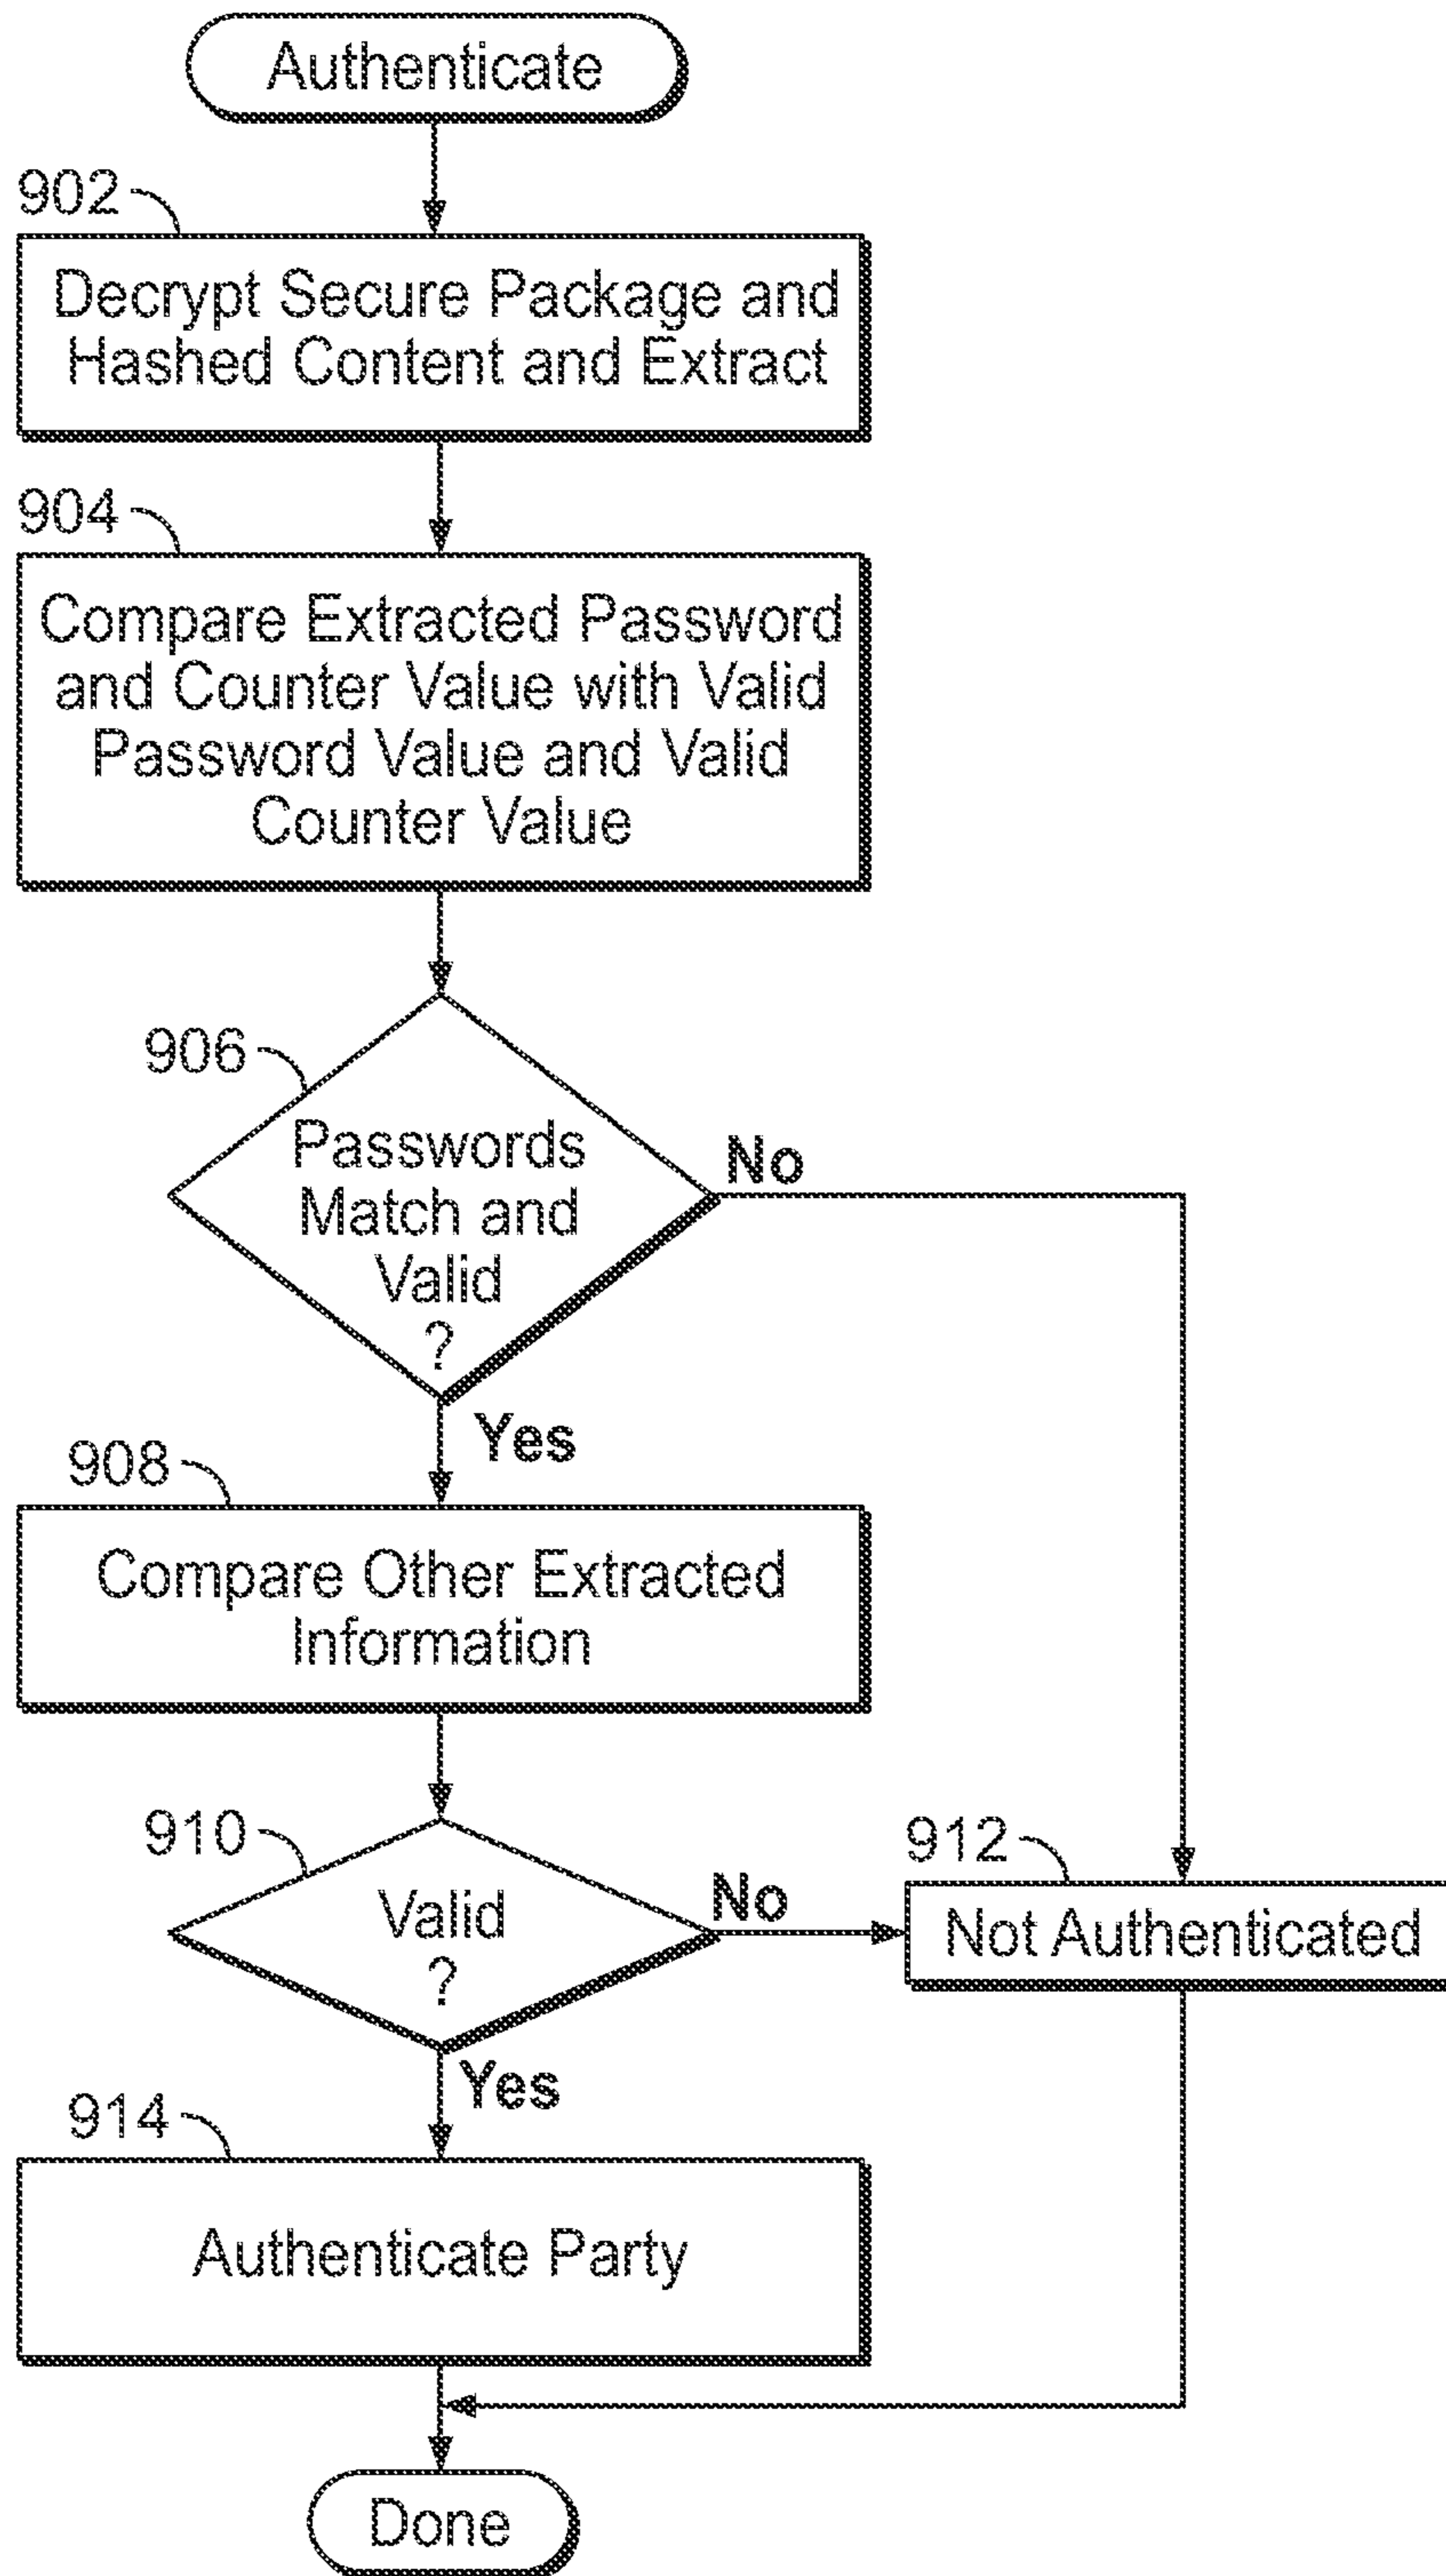 Authenticate
902
Decrypt Secure Package and
Hashed Content and Extract
904
Compare Extracted Password
and Counter Value with Valid
Password Value and Valid
Counter Value
906
Passwords
Match and
Valid
?
No
Yes
908
Compare Other Extracted
Information
910
Valid
?
No
912
Not Authenticated
Yes
914
Authenticate Party
Done